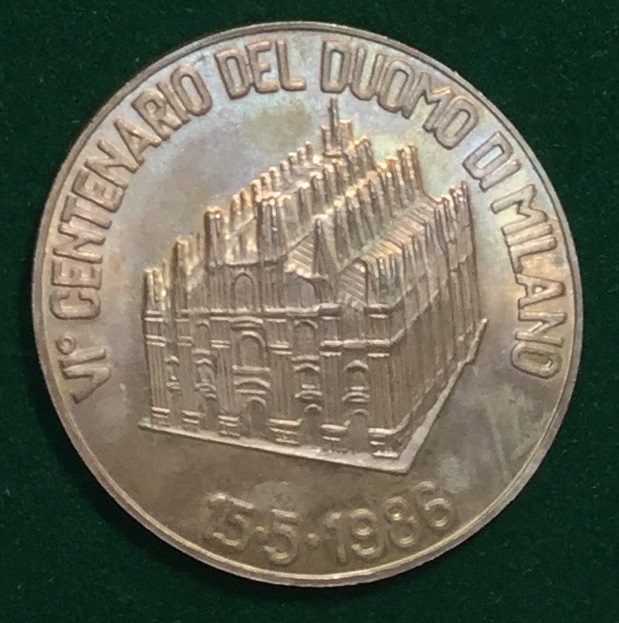 VI° CENTENARIO DEL DUOMO DI MILANO
15·5·1986